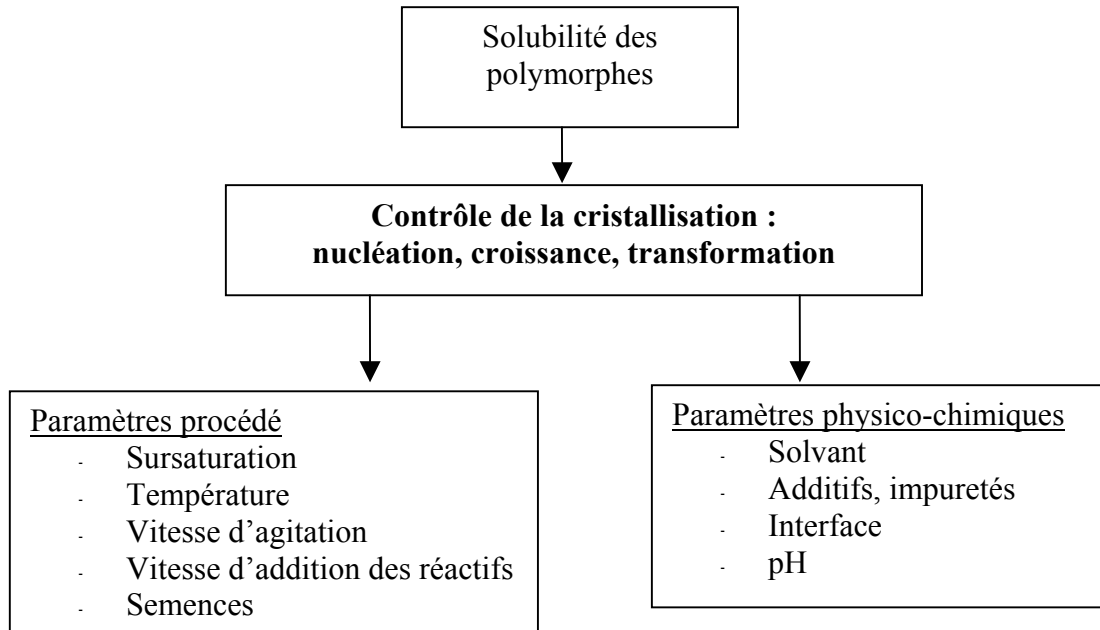 Solubilité des
polymorphes
Contrôle de la cristallisation :
nucléation, croissance, transformation
Paramètres procédé
- Sursaturation
- Température
- Vitesse d’agitation
- Vitesse d’addition des réactifs
- Semences
Paramètres physico-chimiques
- Solvant
- Additifs, impuretés
- Interface
- pH